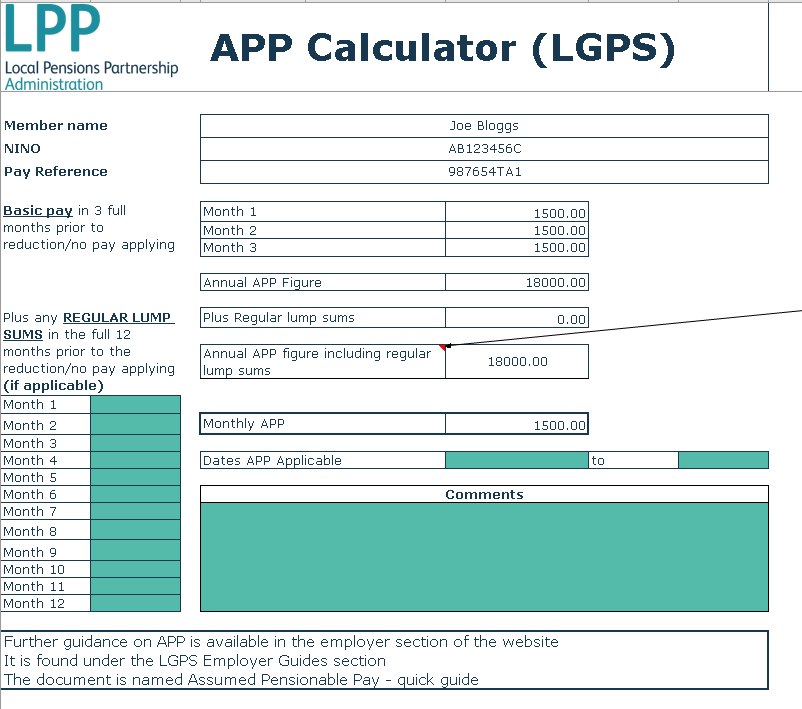 LPP
Local Pensions Partnership
Administration
APP Calculator (LGPS)
Member name Joe Bloggs
NINO AB123456C
Pay Reference 987654TA1
Basic pay in 3 full
months prior to
reduction/no pay applying
Month 1 1500.00
Month 2 1500.00
Month 3 1500.00
Annual APP Figure 18000.00
Plus any REGULAR LUMP
SUMS in the full 12
months prior to the
reduction/no pay applying
(if applicable)
Plus Regular lump sums 0.00
Annual APP figure including regular
lump sums 18000.00
Month 1
Month 2
Month 3
Month 4
Month 5
Month 6
Month 7
Month 8
Month 9
Month 10
Month 11
Month 12
Monthly APP 1500.00
Dates APP Applicable to
Comments
Further guidance on APP is available in the employer section of the website
It is found under the LGPS Employer Guides section
The document is named Assumed Pensionable Pay - quick guide